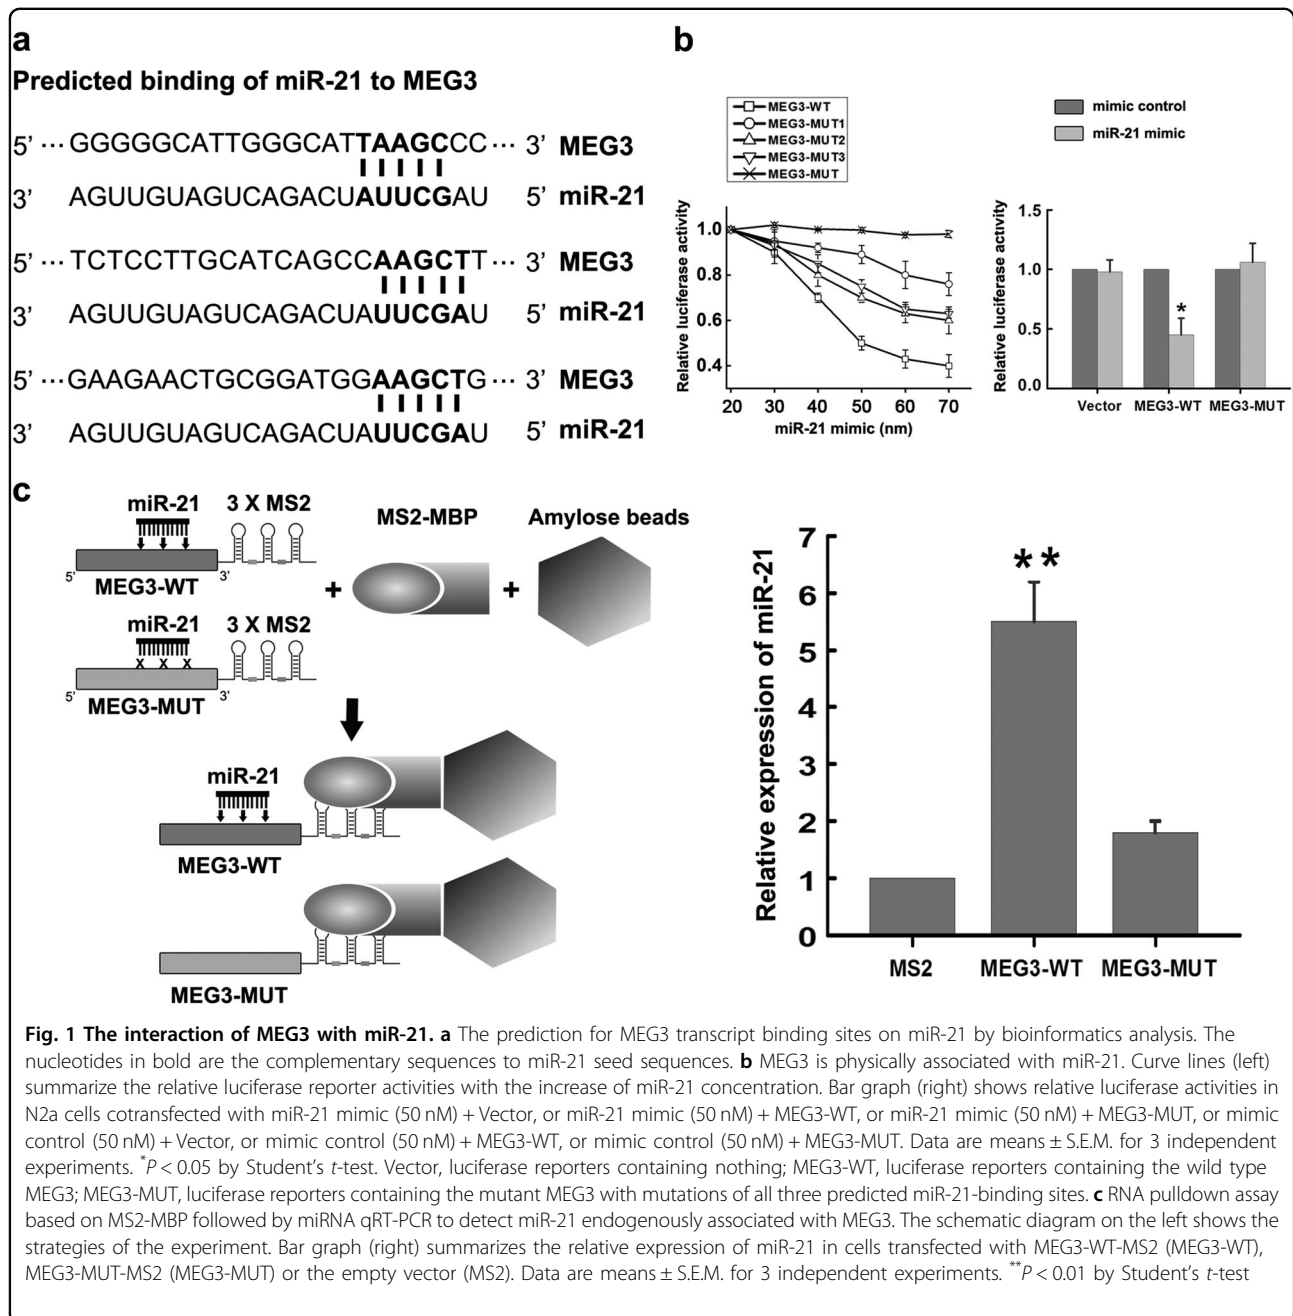 a
Predicted binding of miR-21 to MEG3
5' ··· GGGGGCATTGGGCATTAAGCCC ··· 3' MEG3
3' AGUUGUAGUCAGACUAUUCGAU 5' miR-21
5' ··· TCTCCTTGCATCAGCCAAGCTT ··· 3' MEG3
3' AGUUGUAGUCAGACUAUUCGAU 5' miR-21
5' ···GAAGAACTGCGGATGGAAGCTG··· 3' MEG3
3' AGUUGUAGUCAGACUAUUCGAU 5' miR-21
b
MEG3-WT
MEG3-MUT1
MEG3-MUT2
MEG3-MUT3
MEG3-MUT
Relative luciferase activity
1.0
0.8
0.6
0.4
20 30 40 50 60 70
miR-21 mimic (nm)
mimic control
miR-21 mimic
Relative luciferase activity
1.5
1.0
0.5
0.0
*
Vector MEG3-WT MEG3-MUT
c
miR-21 3 X MS2
5' 3'
MEG3-WT
miR-21 3 X MS2
X X X
5' 3'
MEG3-MUT
+
MS2-MBP
+
Amylose beads
miR-21
MEG3-WT
MEG3-MUT
Relative expression of miR-21
7
6
5
4
3
2
1
0
**
MS2 MEG3-WT MEG3-MUT
Fig. 1 The interaction of MEG3 with miR-21. a The prediction for MEG3 transcript binding sites on miR-21 by bioinformatics analysis. The
nucleotides in bold are the complementary sequences to miR-21 seed sequences. b MEG3 is physically associated with miR-21. Curve lines (left)
summarize the relative luciferase reporter activities with the increase of miR-21 concentration. Bar graph (right) shows relative luciferase activities in
N2a cells cotransfected with miR-21 mimic (50 nM) + Vector, or miR-21 mimic (50 nM) + MEG3-WT, or miR-21 mimic (50 nM) + MEG3-MUT, or mimic
control (50 nM) + Vector, or mimic control (50 nM) + MEG3-WT, or mimic control (50 nM) + MEG3-MUT. Data are means ± S.E.M. for 3 independent
experiments. *P < 0.05 by Student's t-test. Vector, luciferase reporters containing nothing; MEG3-WT, luciferase reporters containing the wild type
MEG3; MEG3-MUT, luciferase reporters containing the mutant MEG3 with mutations of all three predicted miR-21-binding sites. c RNA pulldown assay
based on MS2-MBP followed by miRNA qRT-PCR to detect miR-21 endogenously associated with MEG3. The schematic diagram on the left shows the
strategies of the experiment. Bar graph (right) summarizes the relative expression of miR-21 in cells transfected with MEG3-WT-MS2 (MEG3-WT),
MEG3-MUT-MS2 (MEG3-MUT) or the empty vector (MS2). Data are means ± S.E.M. for 3 independent experiments. **P < 0.01 by Student's t-test